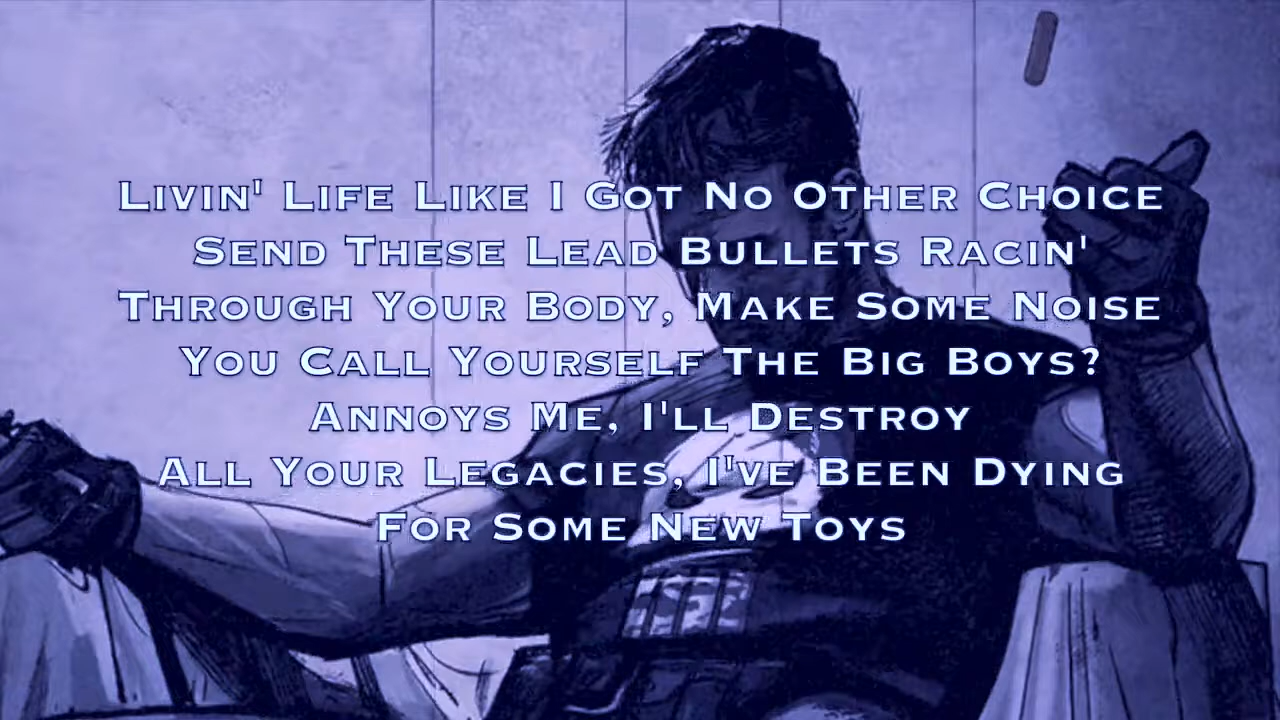 Livin' Life Like I Got No Other Choice
Send These Lead Bullets Racin'
Through Your Body, Make Some Noise
You Call Yourself The Big Boys?
Annoys Me, I'll Destroy
All Your Legacies, I've Been Dying
For Some New Toys